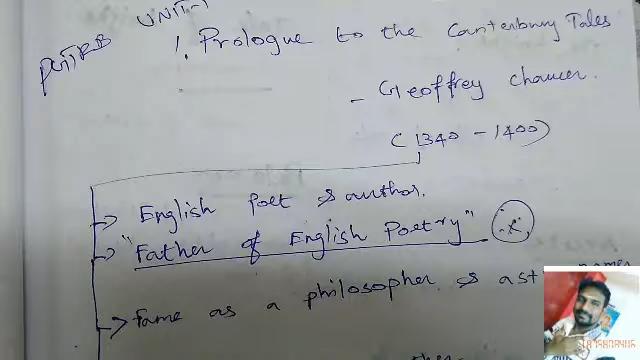 PGTRB UNIT-1
1. Prologue to the Canterbury Tales
- Geoffrey chaucer.
(1340 - 1400)
→ English Poet & author.
→ "Father of English Poetry"
→ Fame as a philosopher & ast